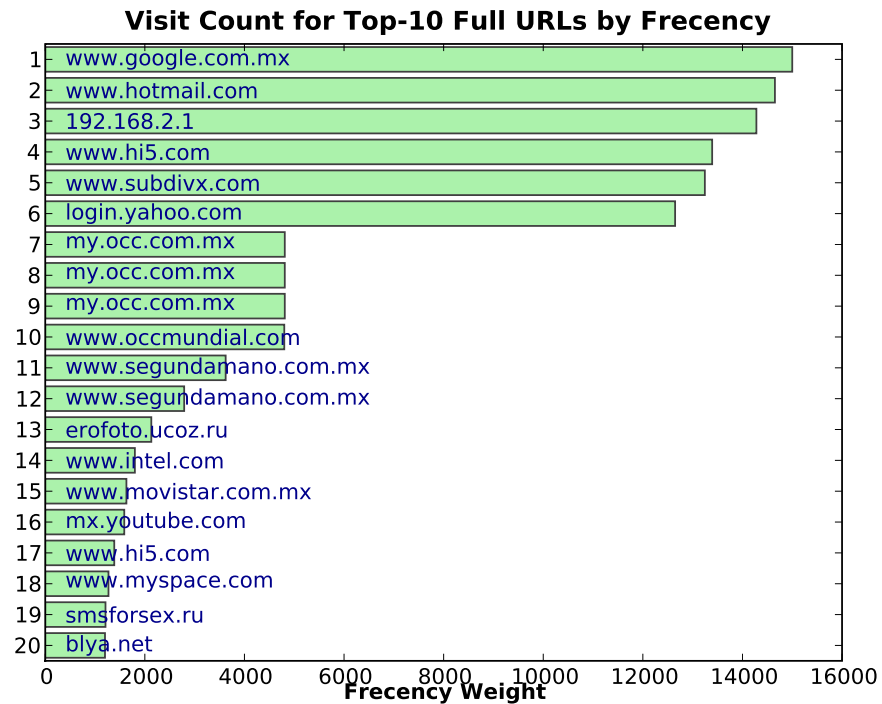 Visit Count for Top-10 Full URLs by Frecency
1 www.google.com.mx
2 www.hotmail.com
3 192.168.2.1
4 www.hi5.com
5 www.subdivx.com
6 login.yahoo.com
7 my.occ.com.mx
8 my.occ.com.mx
9 my.occ.com.mx
10 www.occmundial.com
11 www.segundamano.com.mx
12 www.segundamano.com.mx
13 erofoto.ucoz.ru
14 www.intel.com
15 www.movistar.com.mx
16 mx.youtube.com
17 www.hi5.com
18 www.myspace.com
19 smsforsex.ru
20 blya.net
0 2000 4000 6000 8000 10000 12000 14000 16000
Frecency Weight